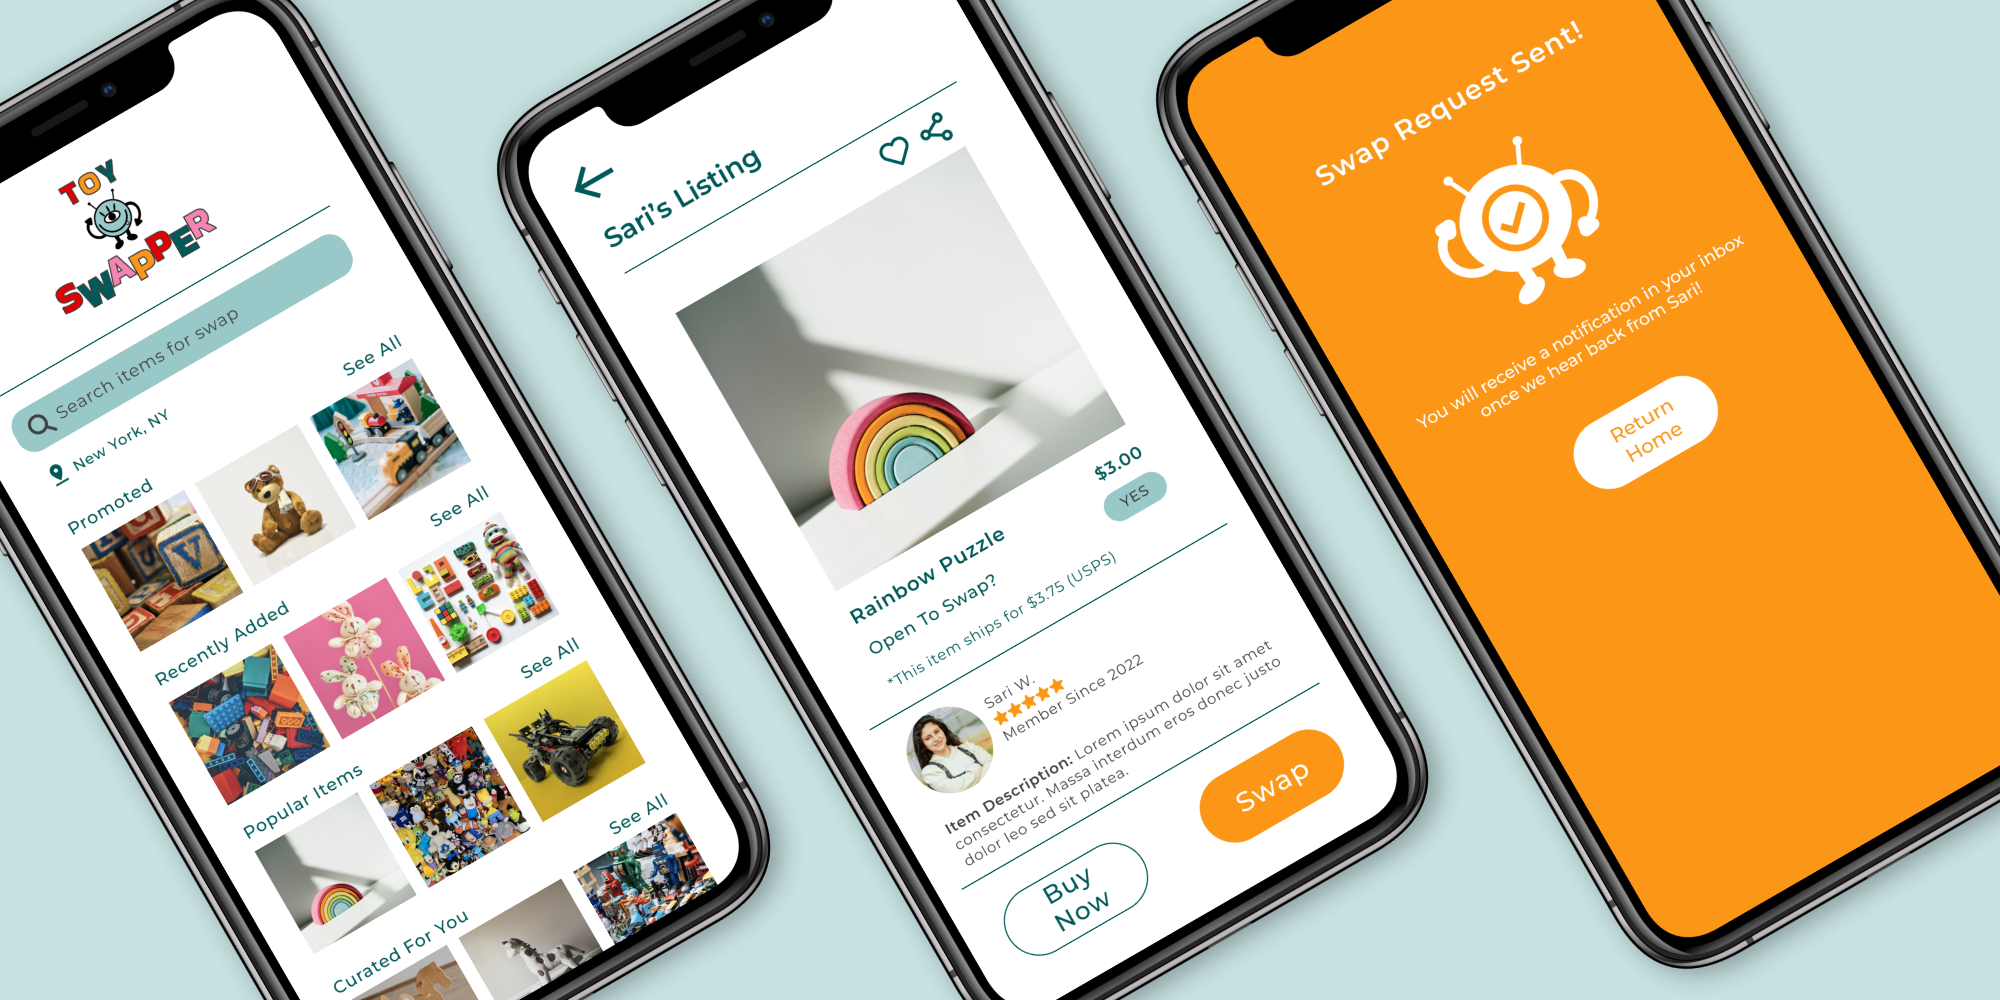 TOY
SWAPPER
Search items for swap
New York, NY
Promoted
See All
Recently Added
See All
Popular Items
See All
Curated For You
See All
Sari's Listing
$3.00
Rainbow Puzzle
YES
Open To Swap?
*This item ships for $3.75 (USPS)
Sari W.
Member Since 2022
Item Description: Lorem ipsum dolor sit amet
consectetur. Massa interdum eros donec justo
dolor leo sed sit platea.
Buy
Now
Swap
Swap Request Sent!
You will receive a notification in your inbox
once we hear back from Sari!
Return
Home